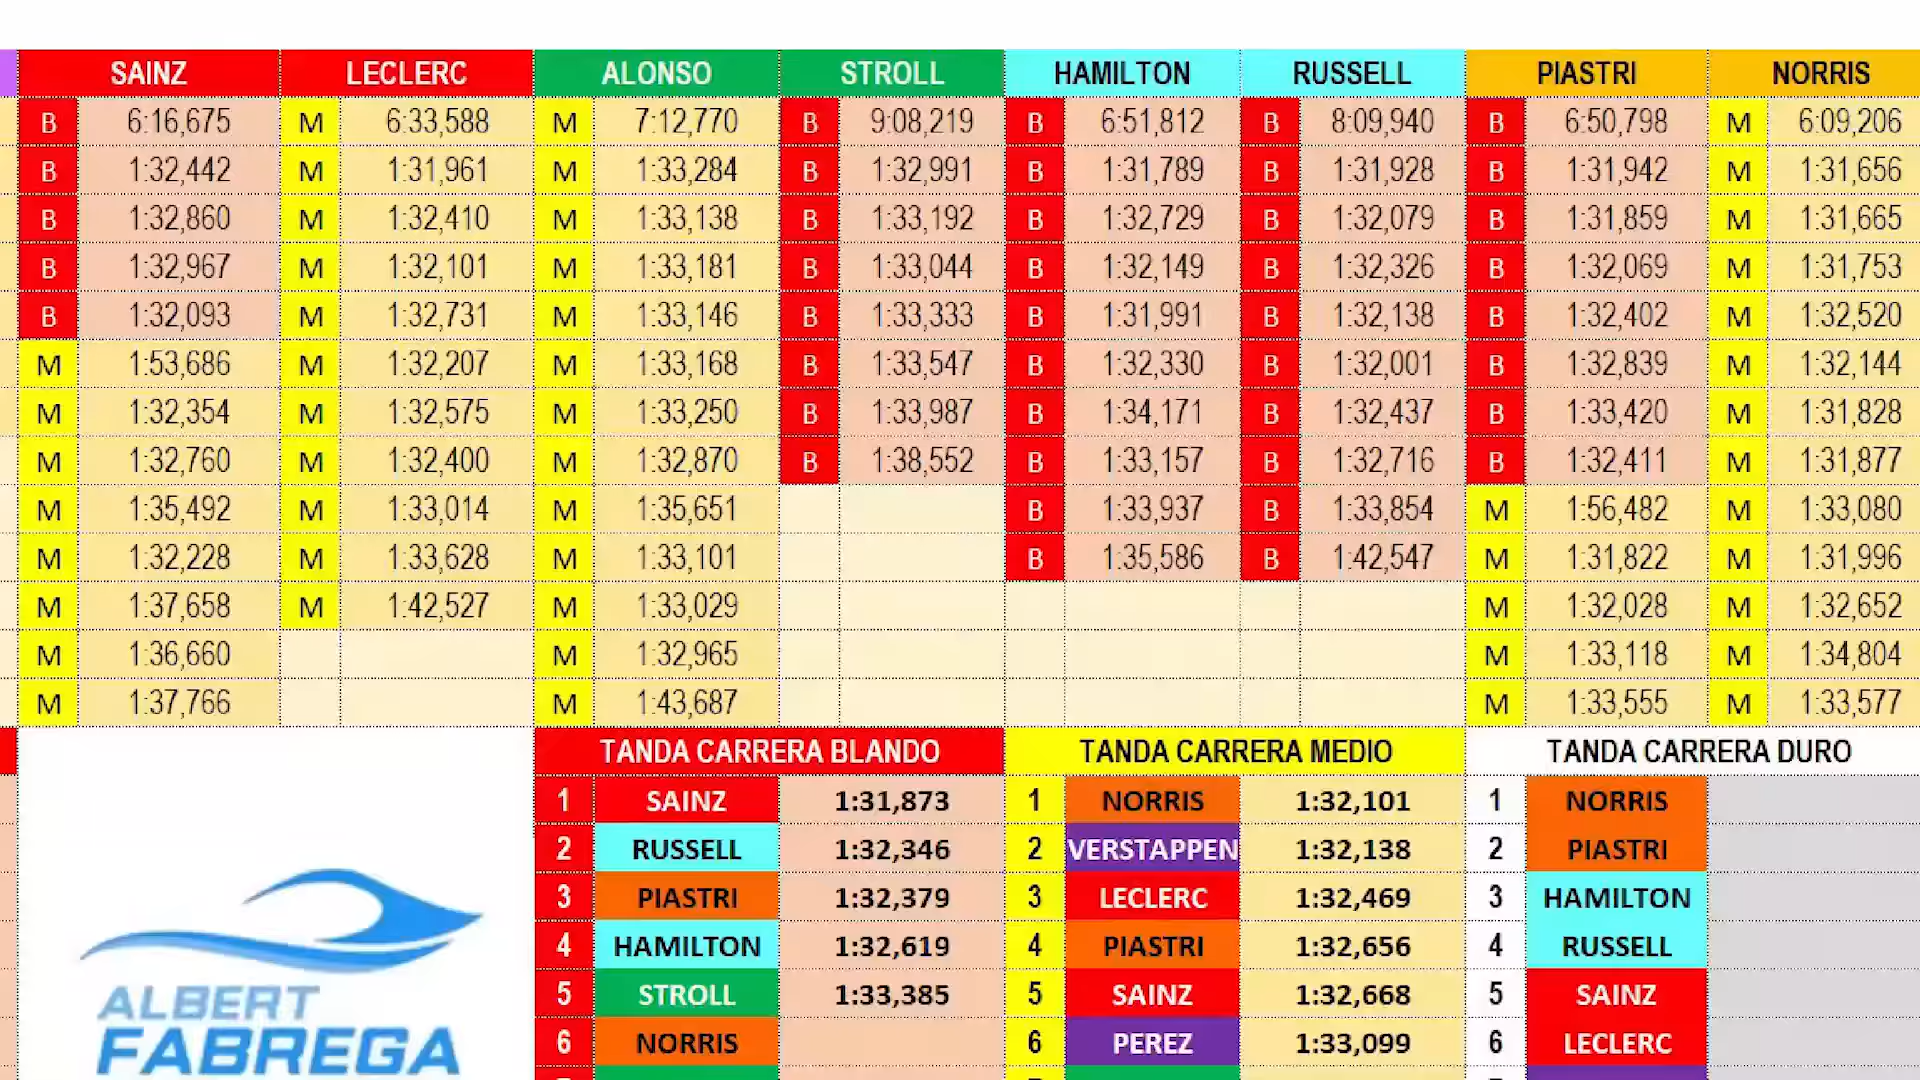 SAINZ LECLERC ALONSO STROLL HAMILTON RUSSELL PIASTRI NORRIS
B 6:16,675 M 6:33,588 M 7:12,770 B 9:08,219 B 6:51,812 B 8:09,940 B 6:50,798 M 6:09,206
B 1:32,442 M 1:31,961 M 1:33,284 B 1:32,991 B 1:31,789 B 1:31,928 B 1:31,942 M 1:31,656
B 1:32,860 M 1:32,410 M 1:33,138 B 1:33,192 B 1:32,729 B 1:32,079 B 1:31,859 M 1:31,665
B 1:32,967 M 1:32,101 M 1:33,181 B 1:33,044 B 1:32,149 B 1:32,326 B 1:32,069 M 1:31,753
B 1:32,093 M 1:32,731 M 1:33,146 B 1:33,333 B 1:31,991 B 1:32,138 B 1:32,402 M 1:32,520
M 1:53,686 M 1:32,207 M 1:33,168 B 1:33,547 B 1:32,330 B 1:32,001 B 1:32,839 M 1:32,144
M 1:32,354 M 1:32,575 M 1:33,250 B 1:33,987 B 1:34,171 B 1:32,437 B 1:33,420 M 1:31,828
M 1:32,760 M 1:32,400 M 1:32,870 B 1:38,552 B 1:33,157 B 1:32,716 B 1:32,411 M 1:31,877
M 1:35,492 M 1:33,014 M 1:35,651 B 1:33,937 B 1:33,854 M 1:56,482 M 1:33,080
M 1:32,228 M 1:33,628 M 1:33,101 B 1:35,586 B 1:42,547 M 1:31,822 M 1:31,996
M 1:37,658 M 1:42,527 M 1:33,029 M 1:32,028 M 1:32,652
M 1:36,660 M 1:32,965 M 1:33,118 M 1:34,804
M 1:37,766 M 1:43,687 M 1:33,555 M 1:33,577
TANDA CARRERA BLANDO TANDA CARRERA MEDIO TANDA CARRERA DURO
1 SAINZ 1:31,873 1 NORRIS 1:32,101 1 NORRIS
2 RUSSELL 1:32,346 2 VERSTAPPEN 1:32,138 2 PIASTRI
3 PIASTRI 1:32,379 3 LECLERC 1:32,469 3 HAMILTON
4 HAMILTON 1:32,619 4 PIASTRI 1:32,656 4 RUSSELL
5 STROLL 1:33,385 5 SAINZ 1:32,668 5 SAINZ
6 NORRIS 6 PEREZ 1:33,099 6 LECLERC
ALBERT
FABREGA